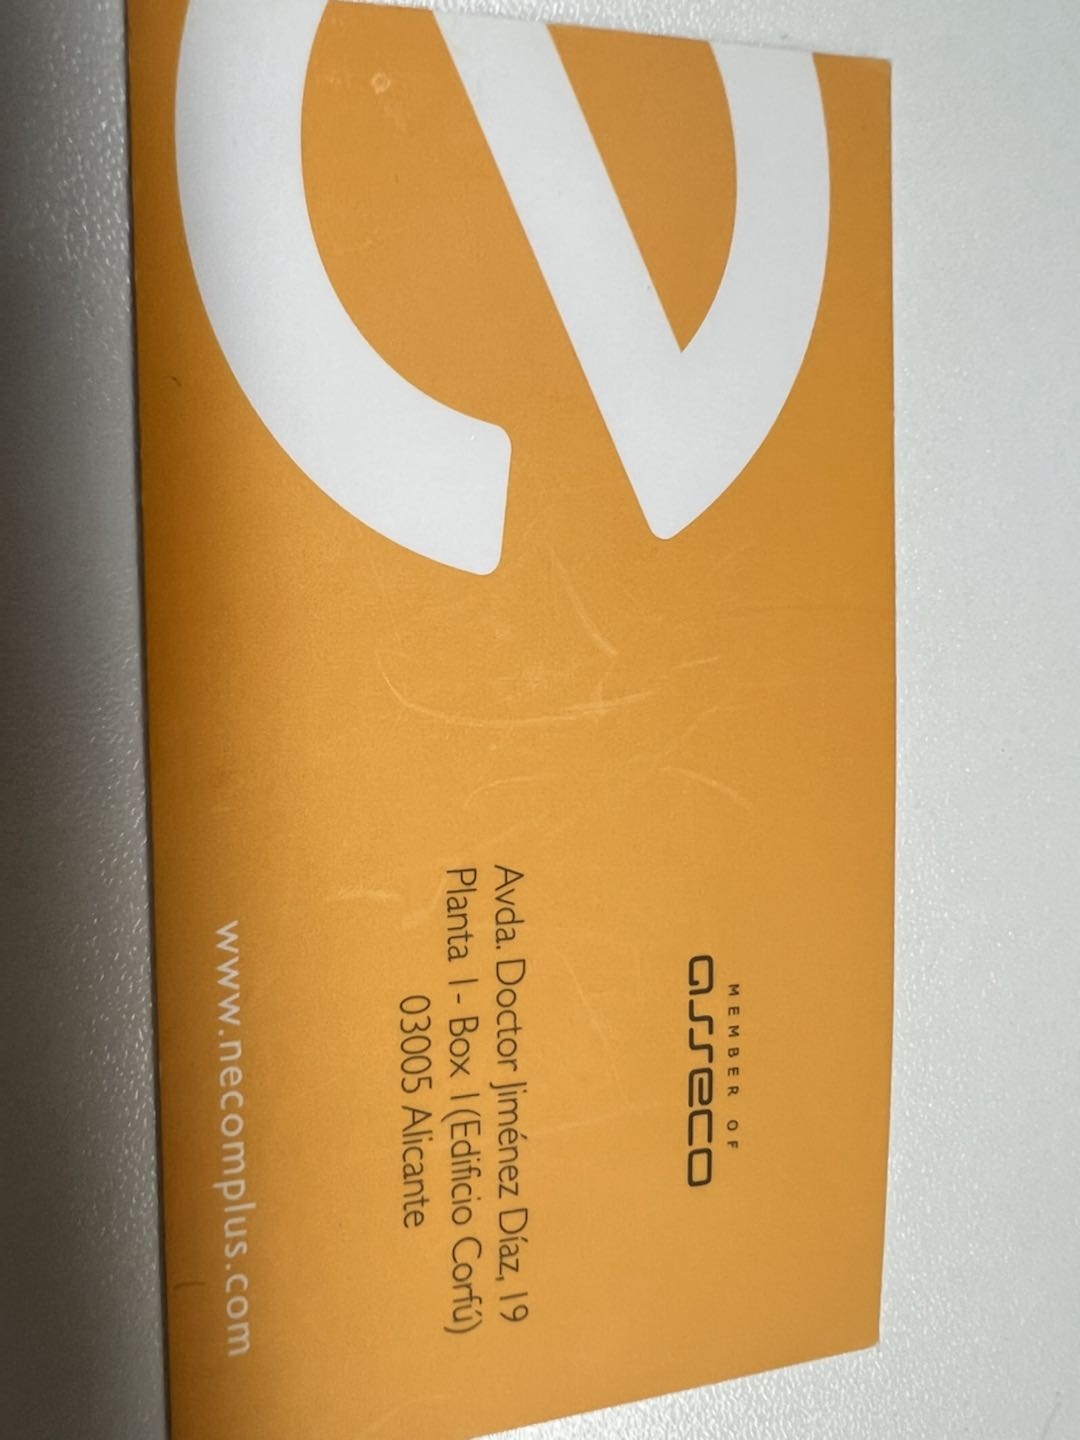 MEMBER OF
asseco
Avda. Doctor Jiménez Díaz, 19
Planta 1 - Box 1 (Edificio Corfú)
03005 Alicante
www.necomplus.com